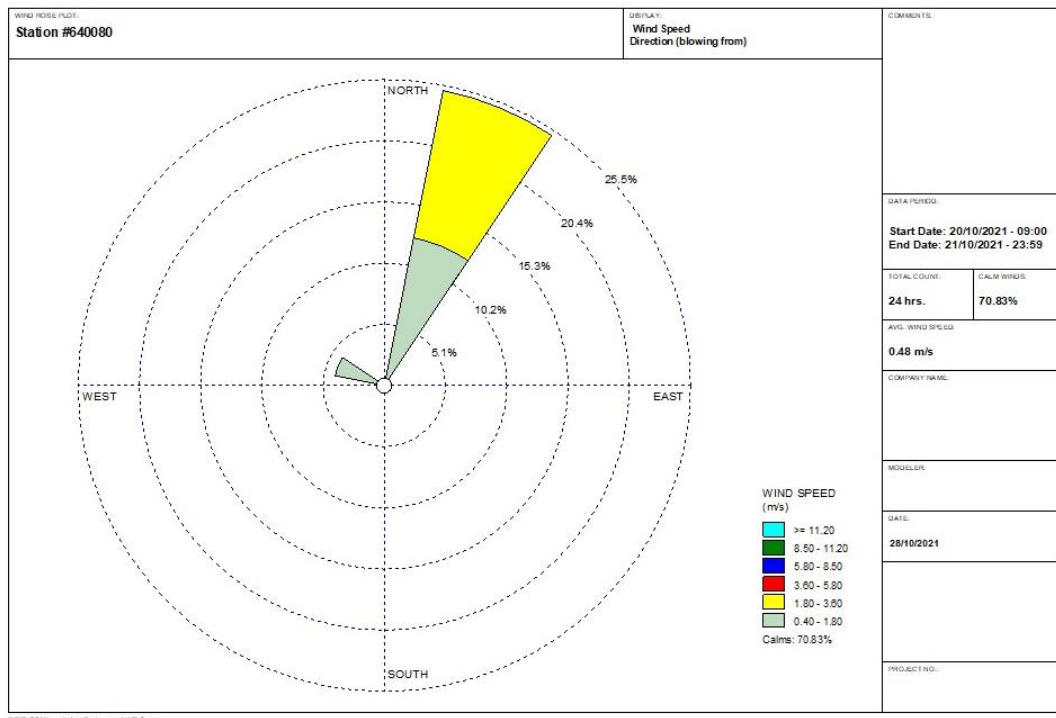 WIND ROSE PLOT:
Station #640080
DISPLAY:
Wind Speed
Direction (blowing from)
COMMENTS:
NORTH
25.5%
20.4%
15.3%
10.2%
5.1%
WEST
EAST
SOUTH
WIND SPEED
(m/s)
>= 11.20
8.50 - 11.20
5.80 - 8.50
3.60 - 5.80
1.80 - 3.60
0.40 - 1.80
Calms: 70.83%
DATA PERIOD:
Start Date: 20/10/2021 - 09:00
End Date: 21/10/2021 - 23:59
TOTAL COUNT:
24 hrs.
CALM WINDS:
70.83%
AVG. WIND SPEED:
0.48 m/s
COMPANY NAME:
MODELER:
DATE:
28/10/2021
PROJECT NO.: